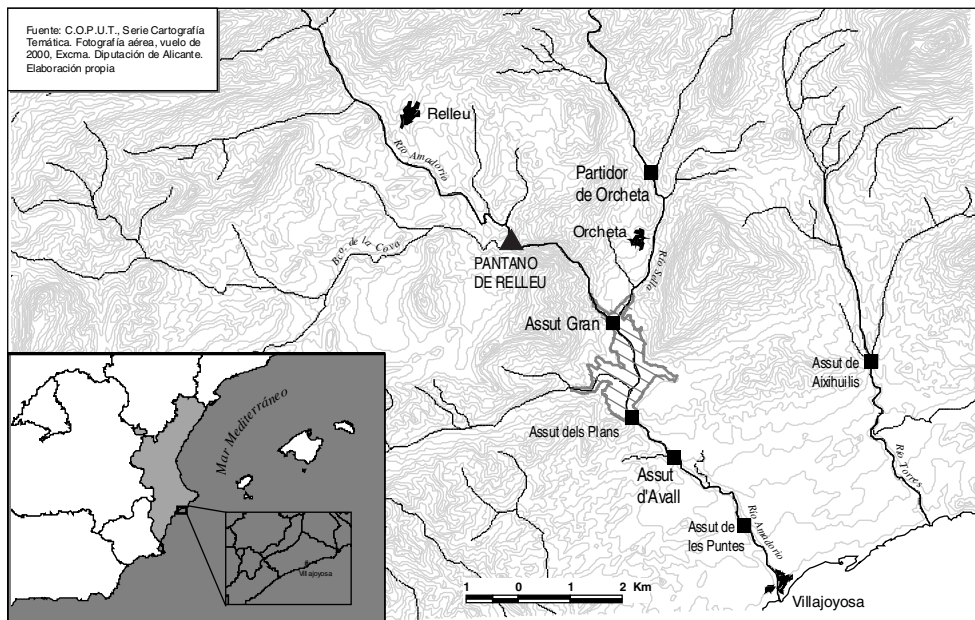 Fuente: C.O.P.U.T., Serie Cartografía
Temática. Fotografía aérea, vuelo de
2000, Excma. Diputación de Alicante.
Elaboración propia
Relleu
Río Amadorio
Partidor
de Orcheta
Orcheta
Bco. de la Cova
PANTANO
DE RELLEU
Río Sella
Assut Gran
Assut de
Aixihuilis
Mar Mediterráneo
Assut dels Plans
Río Torres
Assut
d'Avall
Assut de
les Puntes
Río Amadorio
Villajoyosa
1 0 1 2 Km
Villajoyosa